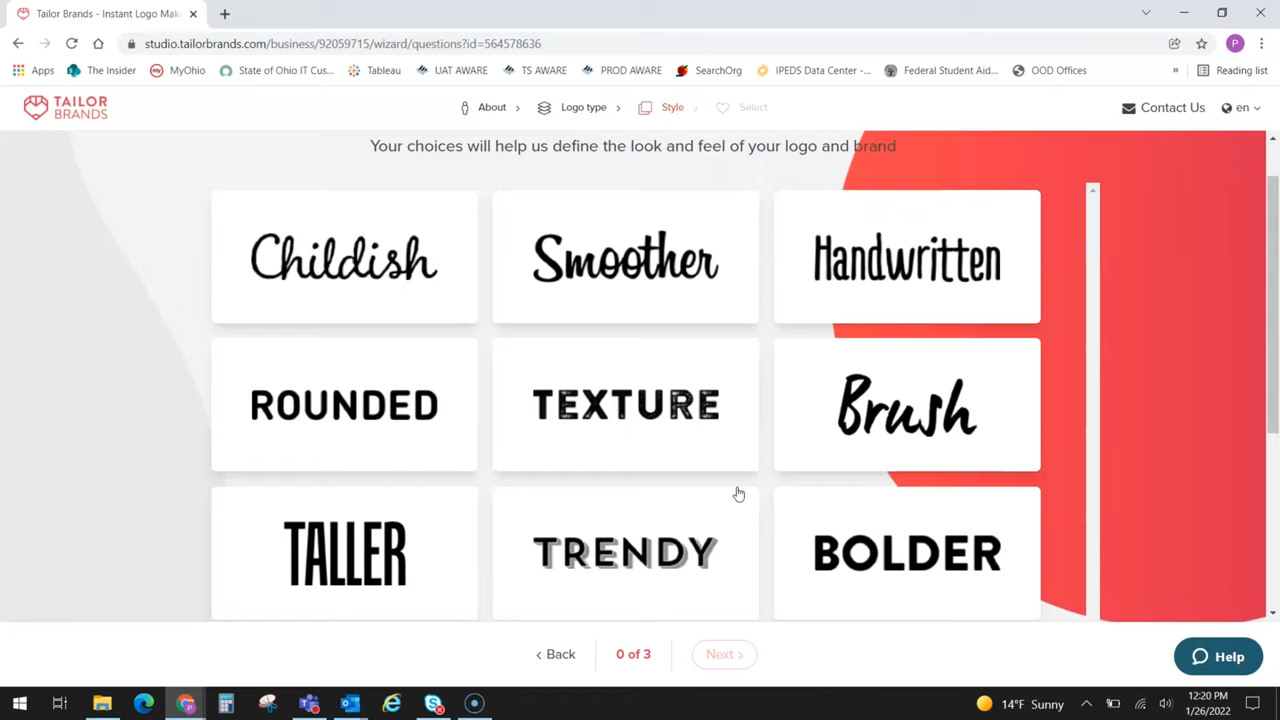 Tailor Brands - Instant Logo Mak
studio.tailorbrands.com/business/92059715/wizard/questions?id=564578636
P
Apps The Insider MyOhio State of Ohio IT Cus... Tableau UAT AWARE TS AWARE PROD AWARE SearchOrg IPEDS Data Center -... Federal Student Aid... OOD Offices » Reading list
TAILOR
BRANDS
About > Logo type > Style > Select
Contact Us en
Your choices will help us define the look and feel of your logo and brand
Childish Smoother Handwritten
ROUNDED TEXTURE Brush
TALLER TRENDY BOLDER
< Back 0 of 3 Next >
Help
14°F Sunny
12:20 PM
1/26/2022